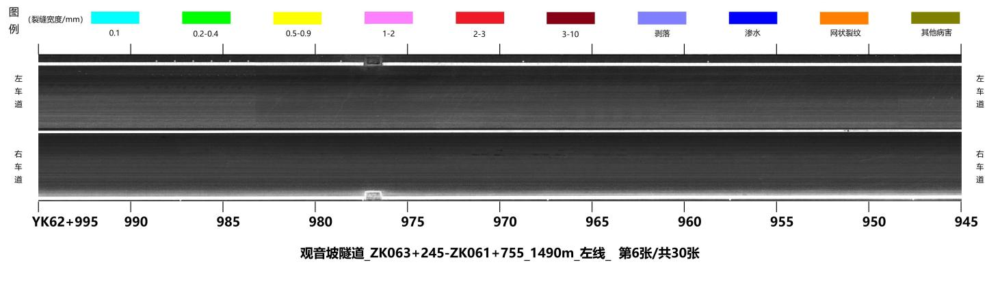 图例 (裂缝宽度/mm) 0.1 0.2-0.4 0.5-0.9 1-2 2-3 3-10 剥落 渗水 网状裂纹 其他病害
左车道 左车道
右车道 右车道
YK62+995 990 985 980 975 970 965 960 955 950 945
观音坡隧道_ZK063+245-ZK061+755_1490m_左线_ 第6张/共30张